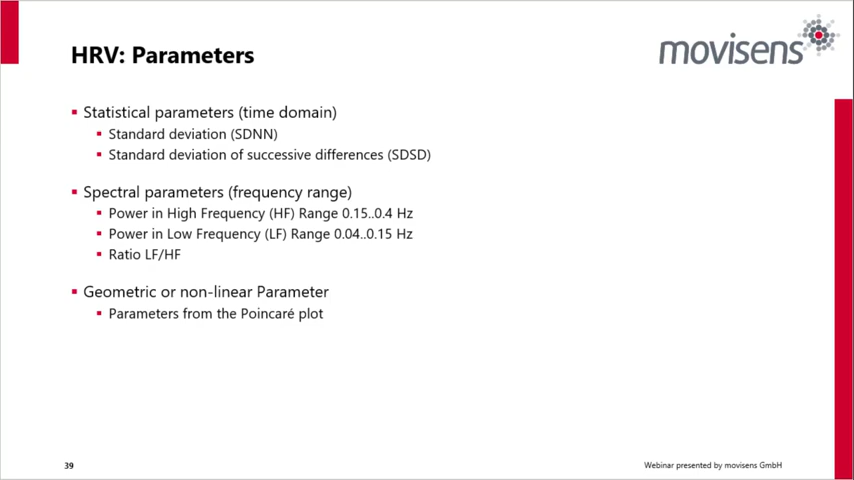 HRV: Parameters
movisens
▪ Statistical parameters (time domain)
▪ Standard deviation (SDNN)
▪ Standard deviation of successive differences (SDSD)
▪ Spectral parameters (frequency range)
▪ Power in High Frequency (HF) Range 0.15..0.4 Hz
▪ Power in Low Frequency (LF) Range 0.04..0.15 Hz
▪ Ratio LF/HF
▪ Geometric or non-linear Parameter
▪ Parameters from the Poincaré plot
39
Webinar presented by movisens GmbH